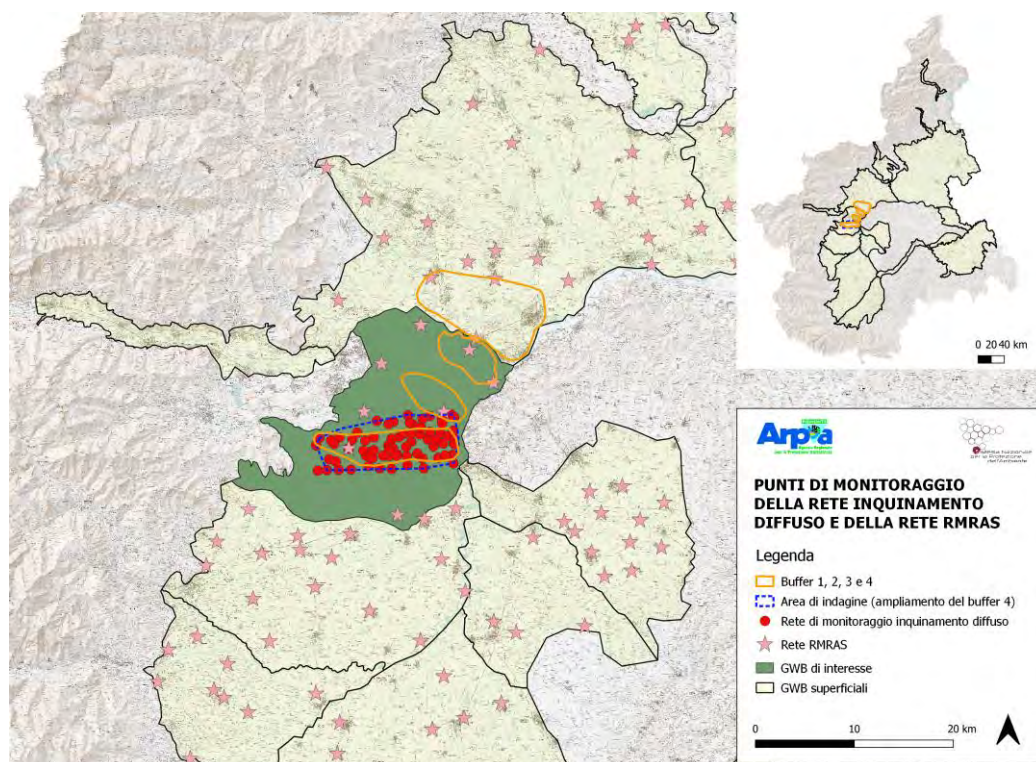 0 20 40 km
Arpa
PUNTI DI MONITORAGGIO
DELLA RETE INQUINAMENTO
DIFFUSO E DELLA RETE RMRAS
Legenda
Buffer 1, 2, 3 e 4
Area di indagine (ampliamento del buffer 4)
Rete di monitoraggio inquinamento diffuso
Rete RMRAS
GWB di interesse
GWB superficiali
0 10 20 km